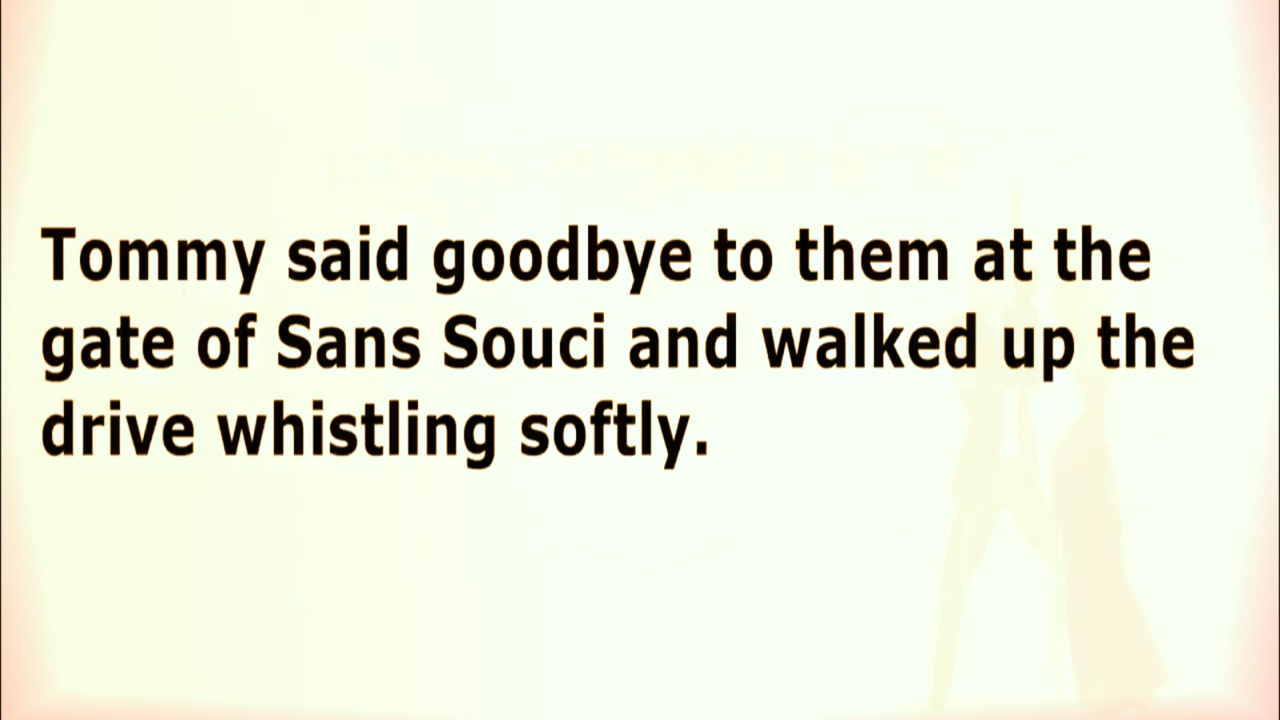 Tommy said goodbye to them at the
gate of Sans Souci and walked up the
drive whistling softly.